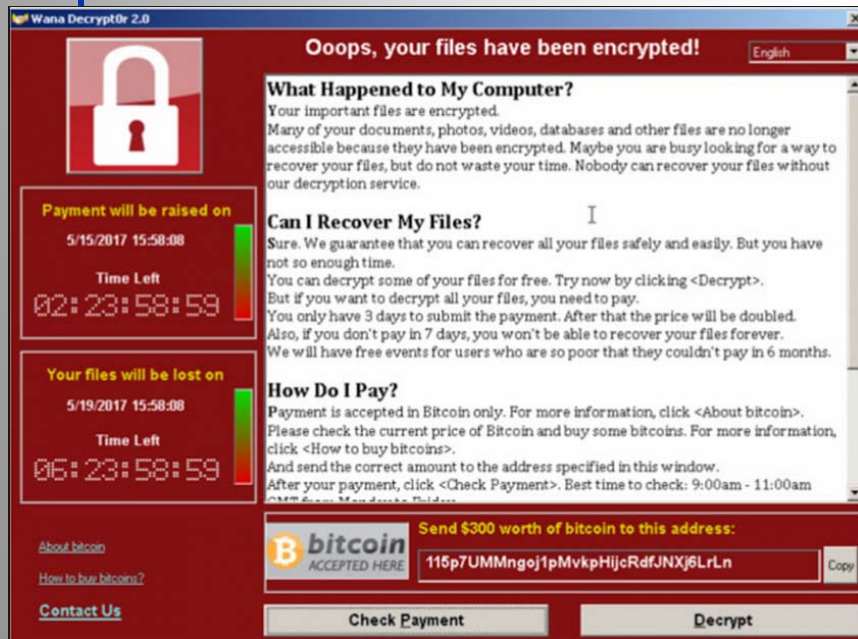 Wana Decrypt0r 2.0
Ooops, your files have been encrypted!
English
What Happened to My Computer?
Your important files are encrypted.
Many of your documents, photos, videos, databases and other files are no longer
accessible because they have been encrypted. Maybe you are busy looking for a way to
recover your files, but do not waste your time. Nobody can recover your files without
our decryption service.
Can I Recover My Files?
Sure. We guarantee that you can recover all your files safely and easily. But you have
not so enough time.
You can decrypt some of your files for free. Try now by clicking <Decrypt>.
But if you want to decrypt all your files, you need to pay.
You only have 3 days to submit the payment. After that the price will be doubled.
Also, if you don't pay in 7 days, you won't be able to recover your files forever.
We will have free events for users who are so poor that they couldn't pay in 6 months.
How Do I Pay?
Payment is accepted in Bitcoin only. For more information, click <About bitcoin>.
Please check the current price of Bitcoin and buy some bitcoins. For more information,
click <How to buy bitcoins>.
And send the correct amount to the address specified in this window.
After your payment, click <Check Payment>. Best time to check: 9:00am - 11:00am
GMT from Monday to Friday
Payment will be raised on
5/15/2017 15:58:08
Time Left
02:23:58:59
Your files will be lost on
5/19/2017 15:58:08
Time Left
06:23:58:59
About bitcoin
How to buy bitcoins?
Contact Us
bitcoin
ACCEPTED HERE
Send $300 worth of bitcoin to this address:
115p7UMMngoj1pMvkpHijcRdfJNXj6LrLn
Copy
Check Payment
Decrypt